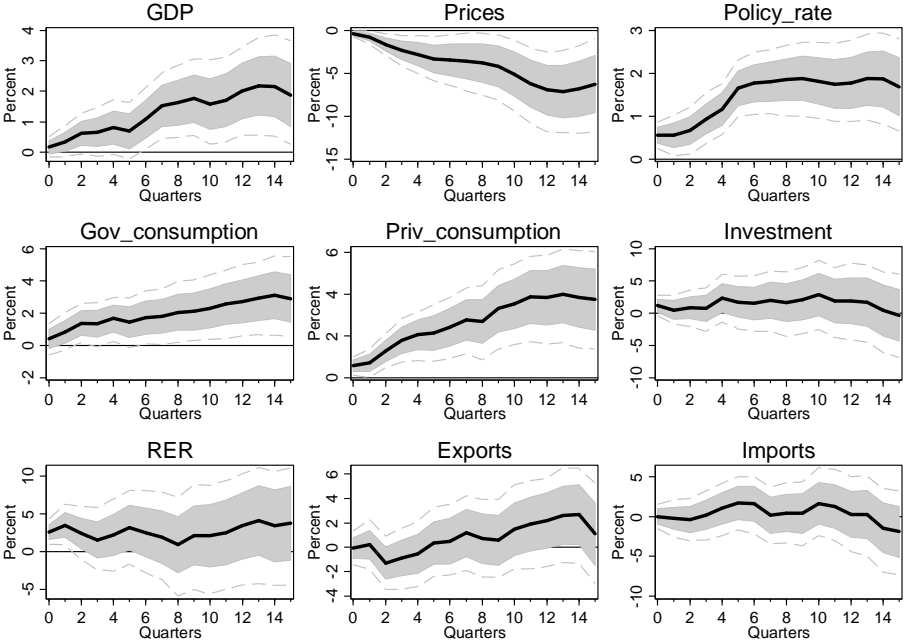 GDP
Percent
0 1 2 3 4
0 2 4 6 8 10 12 14
Quarters
Prices
Percent
-15 -10 -5 0
0 2 4 6 8 10 12 14
Quarters
Policy_rate
Percent
0 1 2 3
0 2 4 6 8 10 12 14
Quarters
Gov_consumption
Percent
-2 0 2 4 6
0 2 4 6 8 10 12 14
Quarters
Priv_consumption
Percent
0 2 4 6
0 2 4 6 8 10 12 14
Quarters
Investment
Percent
-10 -5 0 5 10
0 2 4 6 8 10 12 14
Quarters
RER
Percent
-5 0 5 10
0 2 4 6 8 10 12 14
Quarters
Exports
Percent
-4 -2 0 2 4 6
0 2 4 6 8 10 12 14
Quarters
Imports
Percent
-10 -5 0 5
0 2 4 6 8 10 12 14
Quarters